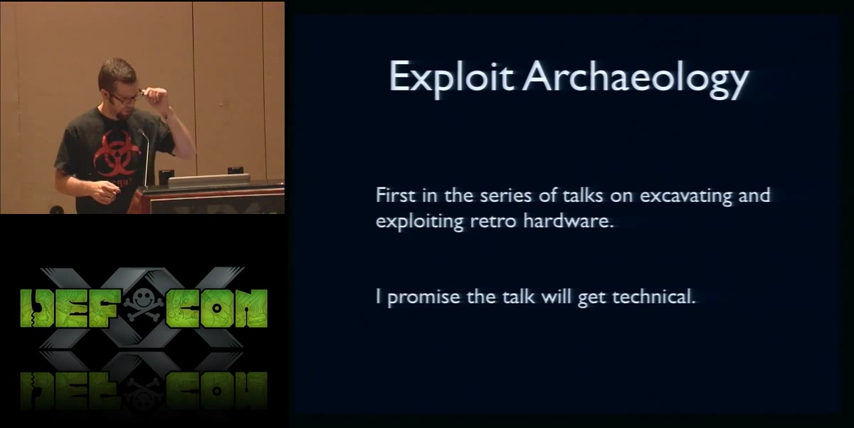 Exploit Archaeology
First in the series of talks on excavating and
exploiting retro hardware.
I promise the talk will get technical.
DEF CON
XX